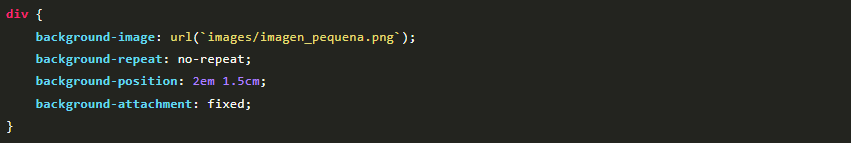 div {
    background-image: url(`images/imagen_pequena.png`);
    background-repeat: no-repeat;
    background-position: 2em 1.5cm;
    background-attachment: fixed;
}